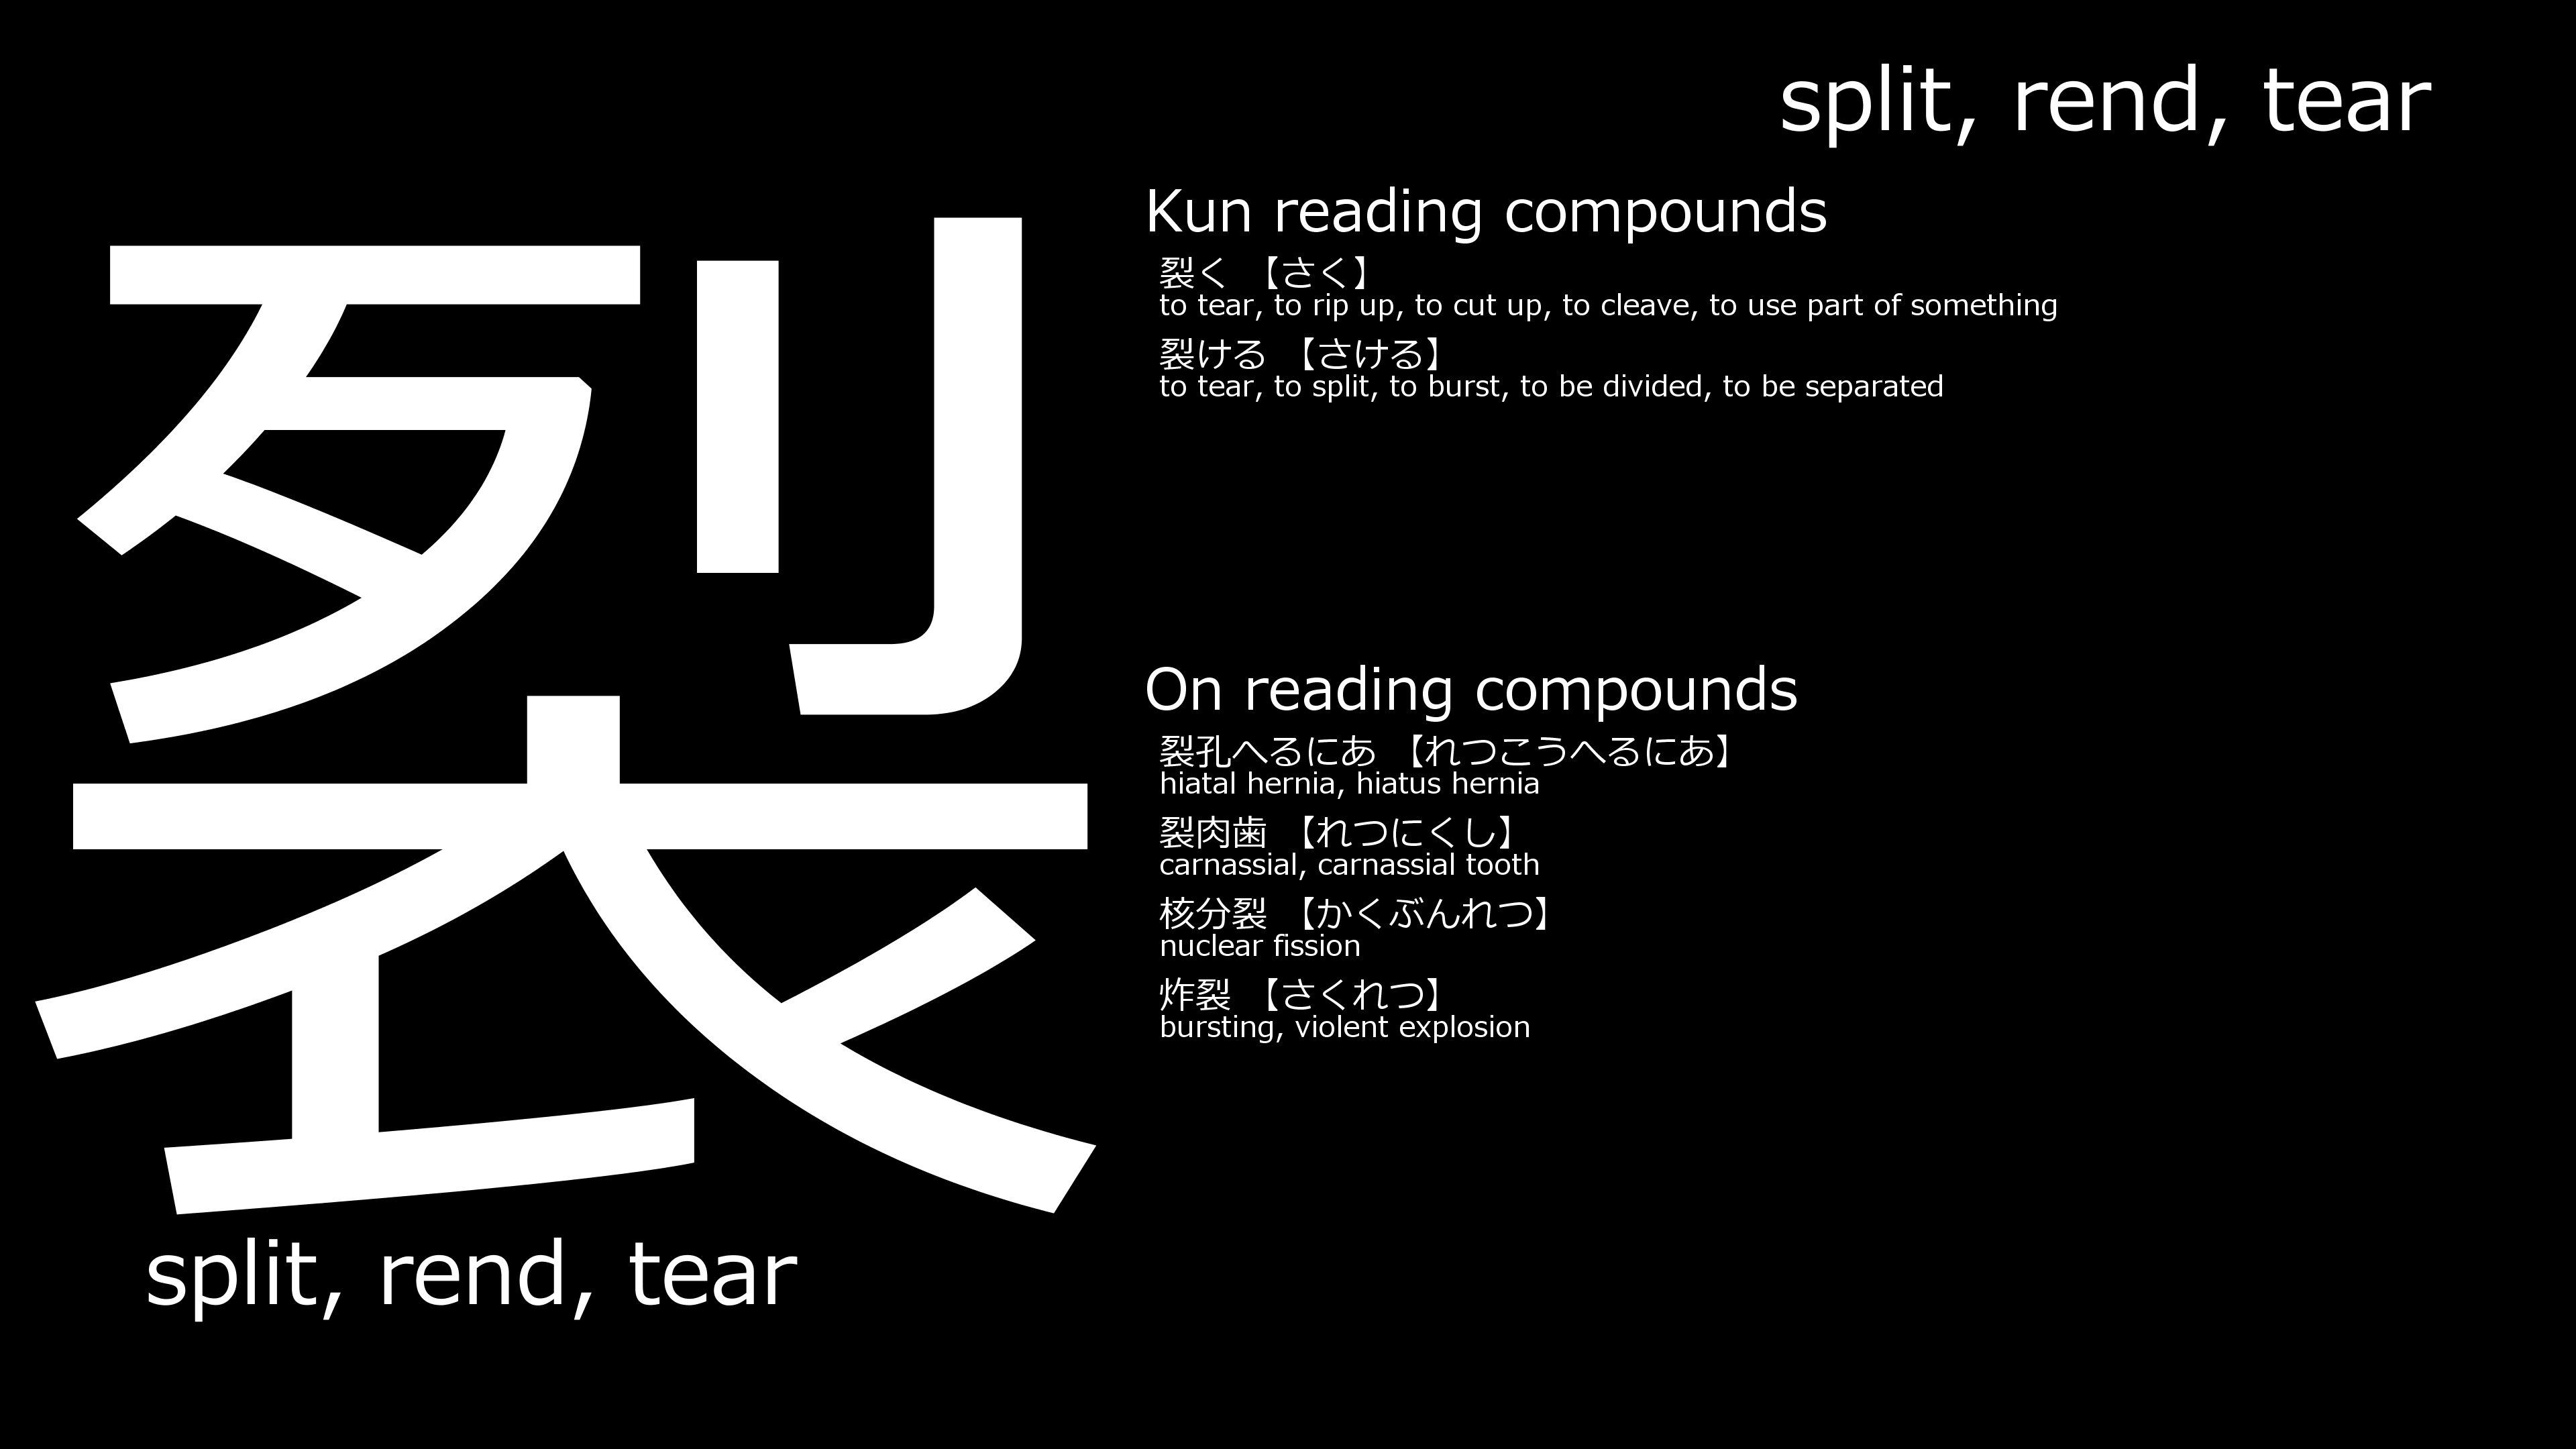 split, rend, tear
裂
split, rend, tear
Kun reading compounds
裂く 【さく】
to tear, to rip up, to cut up, to cleave, to use part of something
裂ける 【さける】
to tear, to split, to burst, to be divided, to be separated
On reading compounds
裂孔へるにあ 【れつこうへるにあ】
hiatal hernia, hiatus hernia
裂肉歯 【れつにくし】
carnassial, carnassial tooth
核分裂 【かくぶんれつ】
nuclear fission
炸裂 【さくれつ】
bursting, violent explosion